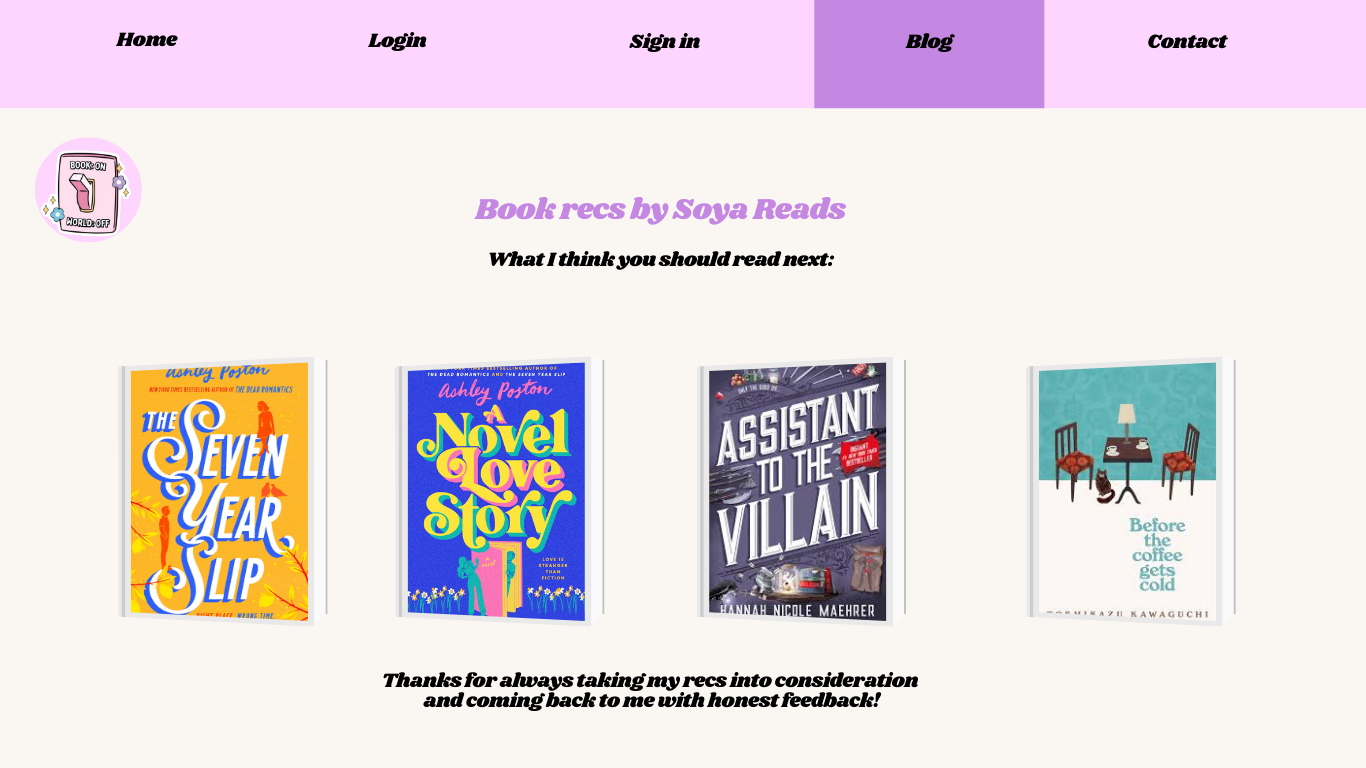 Home
Login
Sign in
Blog
Contact
BOOK: ON
WORLD: OFF
Book recs by Soya Reads
What I think you should read next:
Ashley Poston
NEW YORK TIMES BESTSELLING AUTHOR OF THE DEAD ROMANTICS
THE
SEVEN
YEAR
SLIP
RIGHT PLACE. WRONG TIME.
NEW YORK TIMES BESTSELLING AUTHOR OF
THE DEAD ROMANTICS AND THE SEVEN YEAR SLIP
Ashley Poston
A
Novel
Love
Story
a novel
LOVE IS
STRANGER
THAN
FICTION
ASSISTANT
TO THE
VILLAIN
INSTANT
#1 NEW YORK TIMES
BESTSELLER
HANNAH NICOLE MAEHRER
Before
the
coffee
gets
cold
TOSHIKAZU KAWAGUCHI
Thanks for always taking my recs into consideration
and coming back to me with honest feedback!